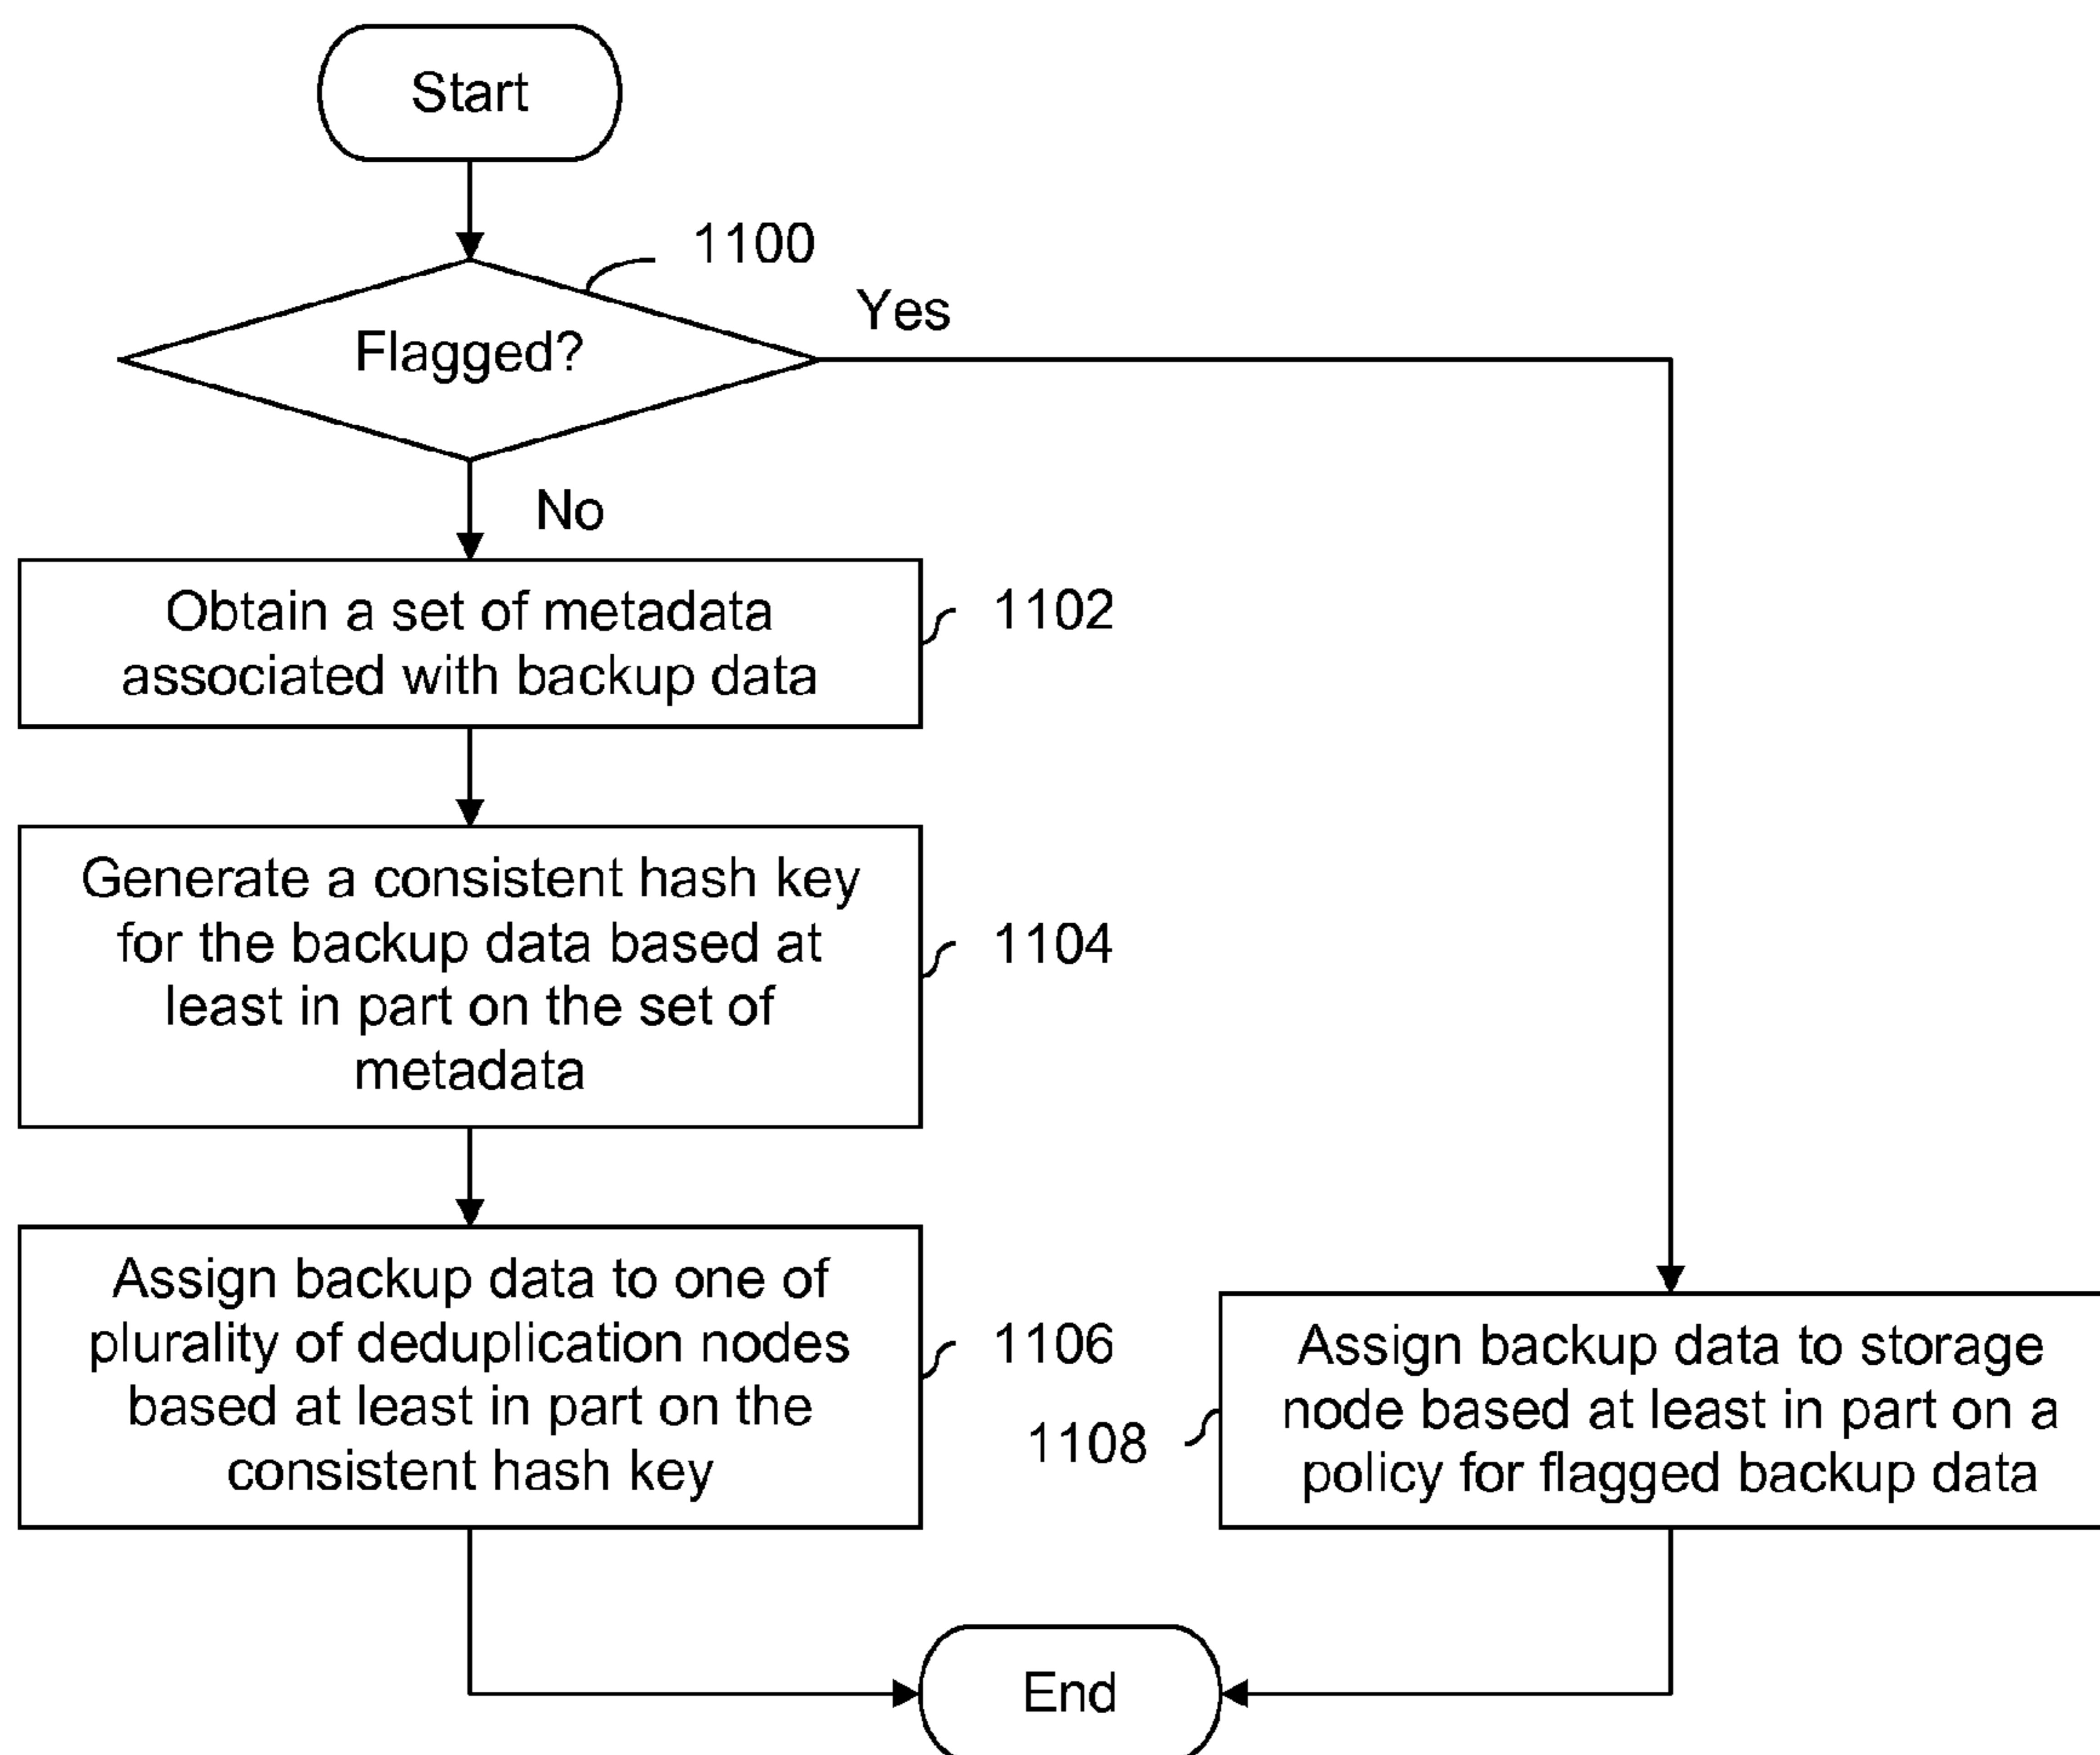 Start
1100
Flagged?
Yes
No
Obtain a set of metadata
associated with backup data
1102
Generate a consistent hash key
for the backup data based at
least in part on the set of
metadata
1104
Assign backup data to one of
plurality of deduplication nodes
based at least in part on the
consistent hash key
1106
1108
Assign backup data to storage
node based at least in part on a
policy for flagged backup data
End